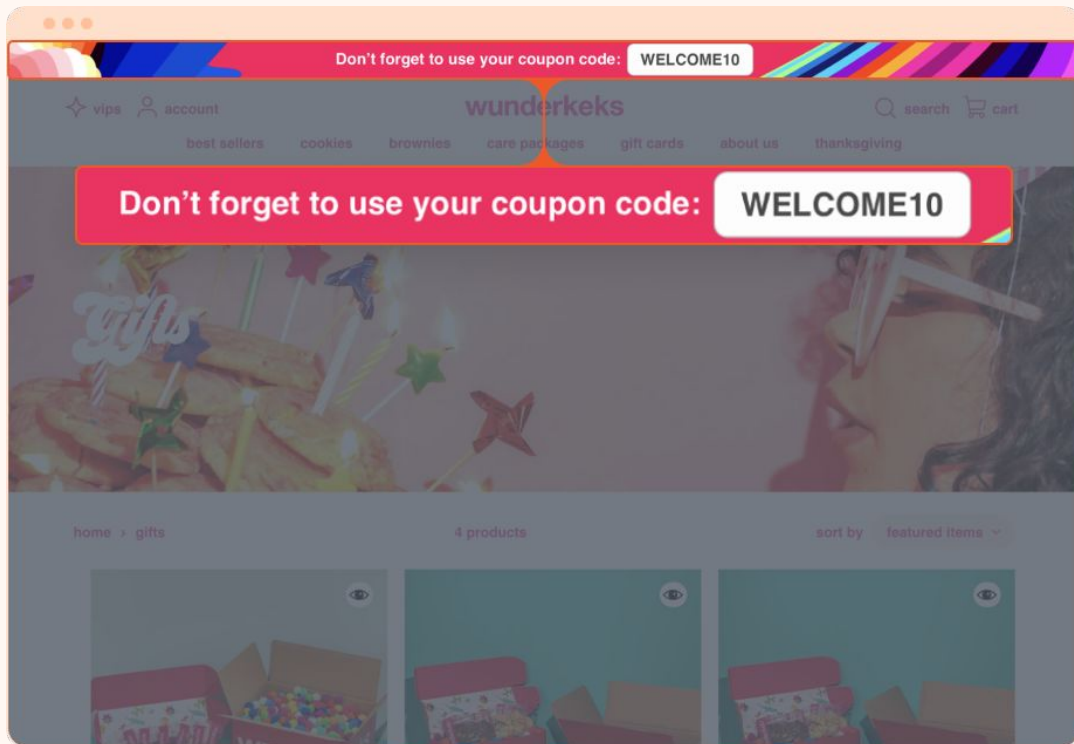 Don't forget to use your coupon code: WELCOME10
vips account wunderkeks search cart
best sellers cookies brownies care packages gift cards about us thanksgiving
Don't forget to use your coupon code: WELCOME10
Gifts
home › gifts 4 products sort by featured items